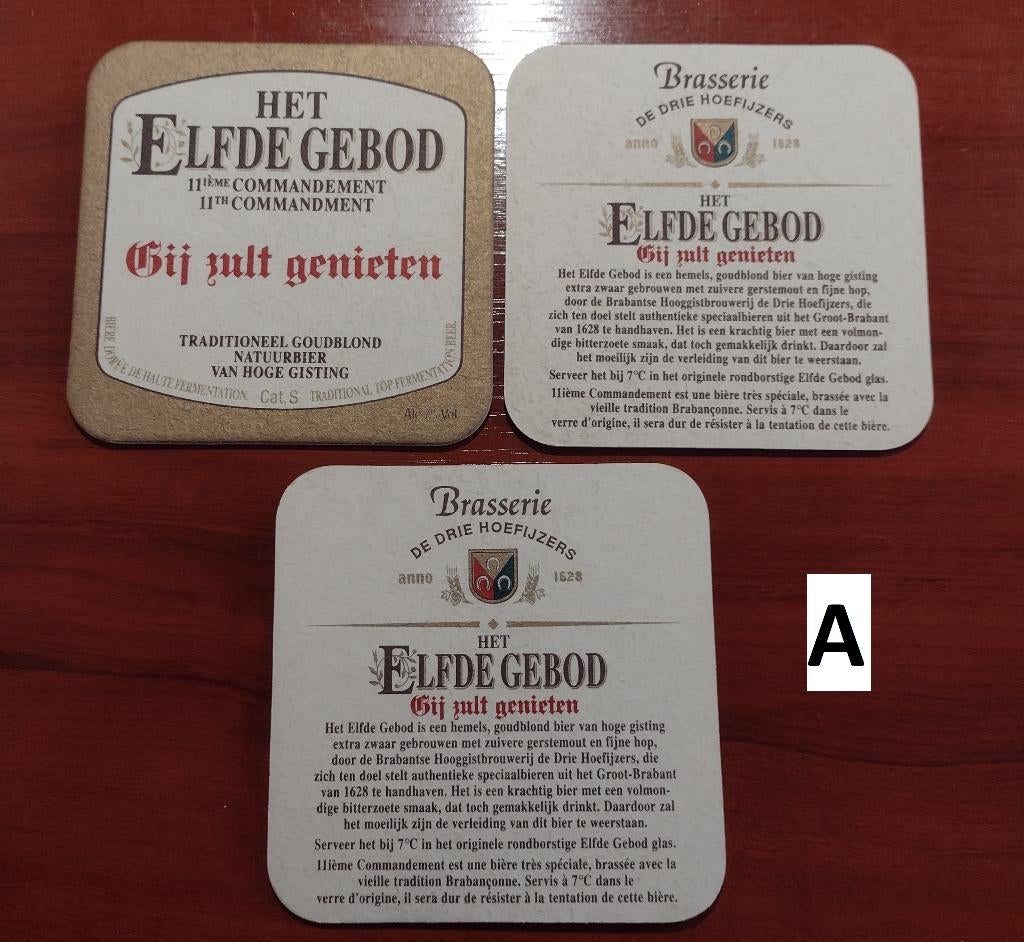 HET
ELFDE GEBOD
11IÈME COMMANDEMENT
11TH COMMANDMENT
Gij zult genieten
TRADITIONEEL GOUDBLOND
NATUURBIER
VAN HOGE GISTING
BIÈRE DORÉE DE HAUTE FERMENTATION. Cat. S TRADITIONAL TOP FERMENTATION BEER.
Alc 7% Vol
Brasserie
DE DRIE HOEFIJZERS
anno 1628
HET
ELFDE GEBOD
Gij zult genieten
Het Elfde Gebod is een hemels, goudblond bier van hoge gisting
extra zwaar gebrouwen met zuivere gerstemout en fijne hop,
door de Brabantse Hooggistbrouwerij de Drie Hoefijzers, die
zich ten doel stelt authentieke speciaalbieren uit het Groot-Brabant
van 1628 te handhaven. Het is een krachtig bier met een volmon-
dige bitterzoete smaak, dat toch gemakkelijk drinkt. Daardoor zal
het moeilijk zijn de verleiding van dit bier te weerstaan.
Serveer het bij 7°C in het originele rondborstige Elfde Gebod glas.
11ième Commandement est une bière très spéciale, brassée avec la
vieille tradition Brabançonne. Servis à 7°C dans le
verre d'origine, il sera dur de résister à la tentation de cette bière.
Brasserie
DE DRIE HOEFIJZERS
anno 1628
HET
ELFDE GEBOD
Gij zult genieten
Het Elfde Gebod is een hemels, goudblond bier van hoge gisting
extra zwaar gebrouwen met zuivere gerstemout en fijne hop,
door de Brabantse Hooggistbrouwerij de Drie Hoefijzers, die
zich ten doel stelt authentieke speciaalbieren uit het Groot-Brabant
van 1628 te handhaven. Het is een krachtig bier met een volmon-
dige bitterzoete smaak, dat toch gemakkelijk drinkt. Daardoor zal
het moeilijk zijn de verleiding van dit bier te weerstaan.
Serveer het bij 7°C in het originele rondborstige Elfde Gebod glas.
11ième Commandement est une bière très spéciale, brassée avec la
vieille tradition Brabançonne. Servis à 7°C dans le
verre d'origine, il sera dur de résister à la tentation de cette bière.
A